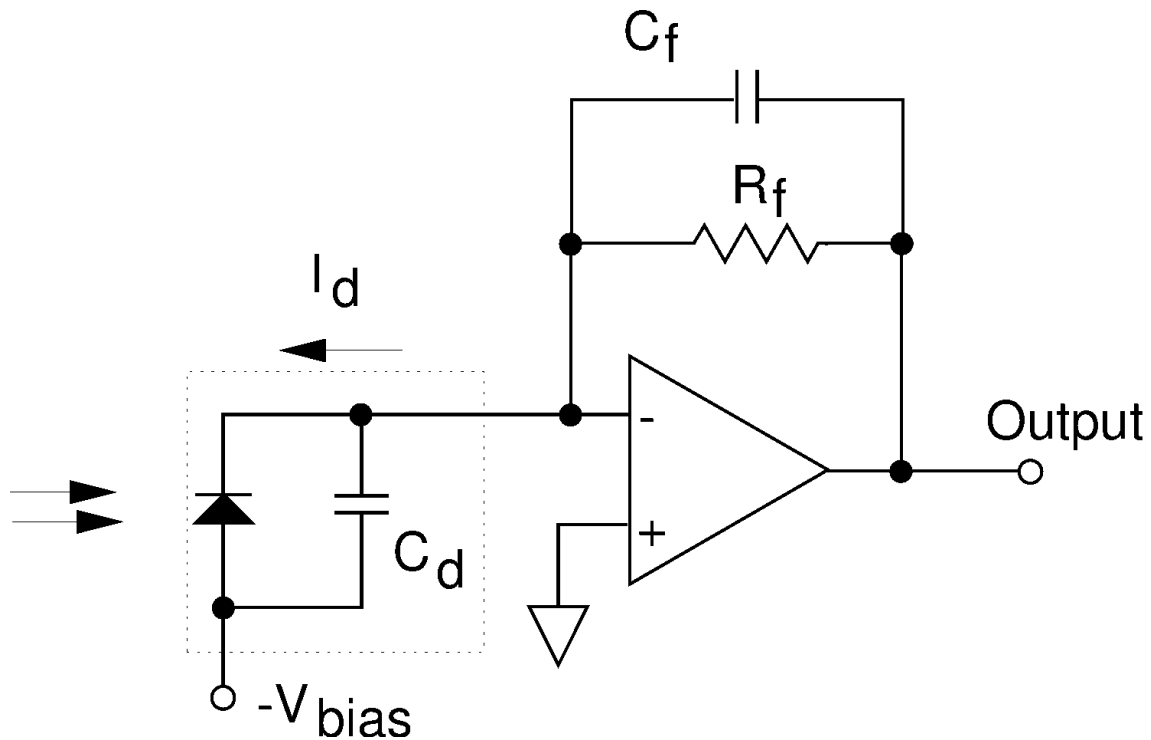 Cf
Rf
Id
-
Output
+
Cd
-Vbias